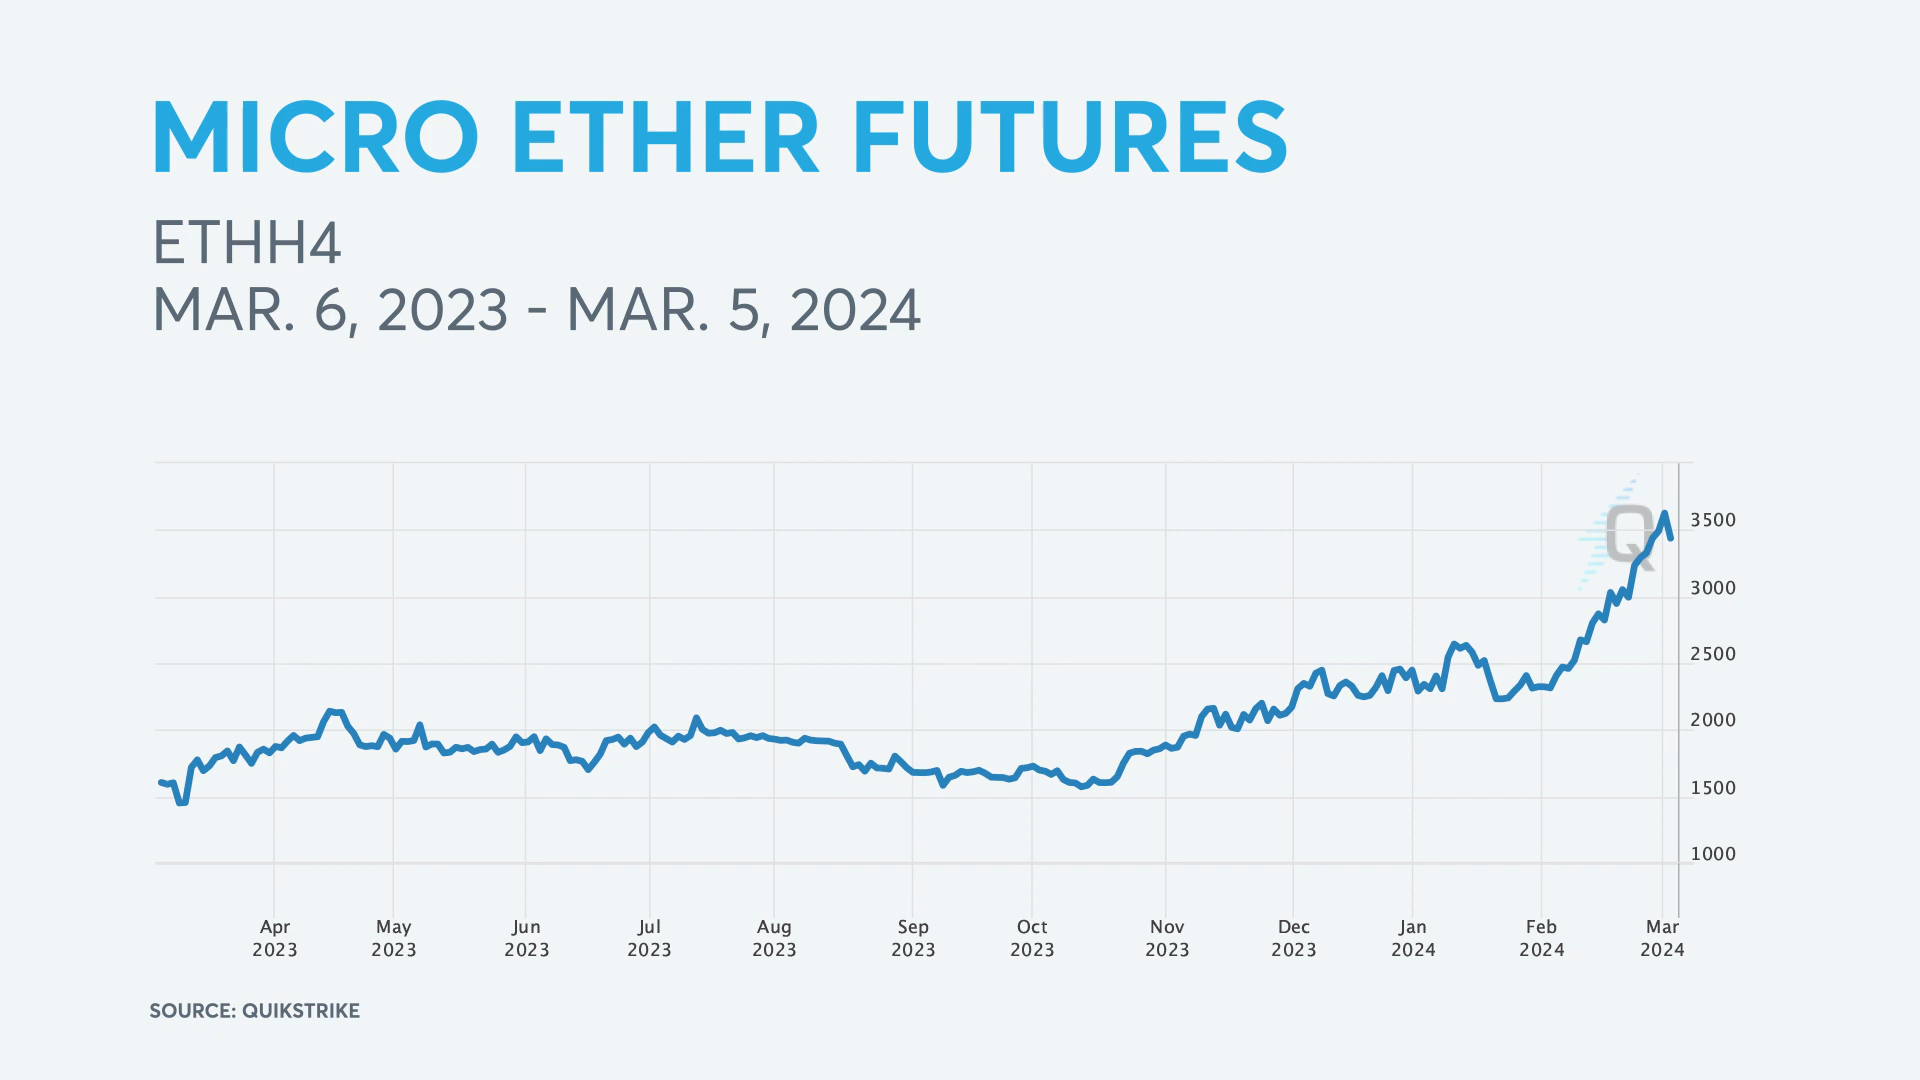 MICRO ETHER FUTURES
ETHH4
MAR. 6, 2023 - MAR. 5, 2024
Q
3500
3000
2500
2000
1500
1000
Apr May Jun Jul Aug Sep Oct Nov Dec Jan Feb Mar
2023 2023 2023 2023 2023 2023 2023 2023 2023 2024 2024 2024
SOURCE: QUIKSTRIKE